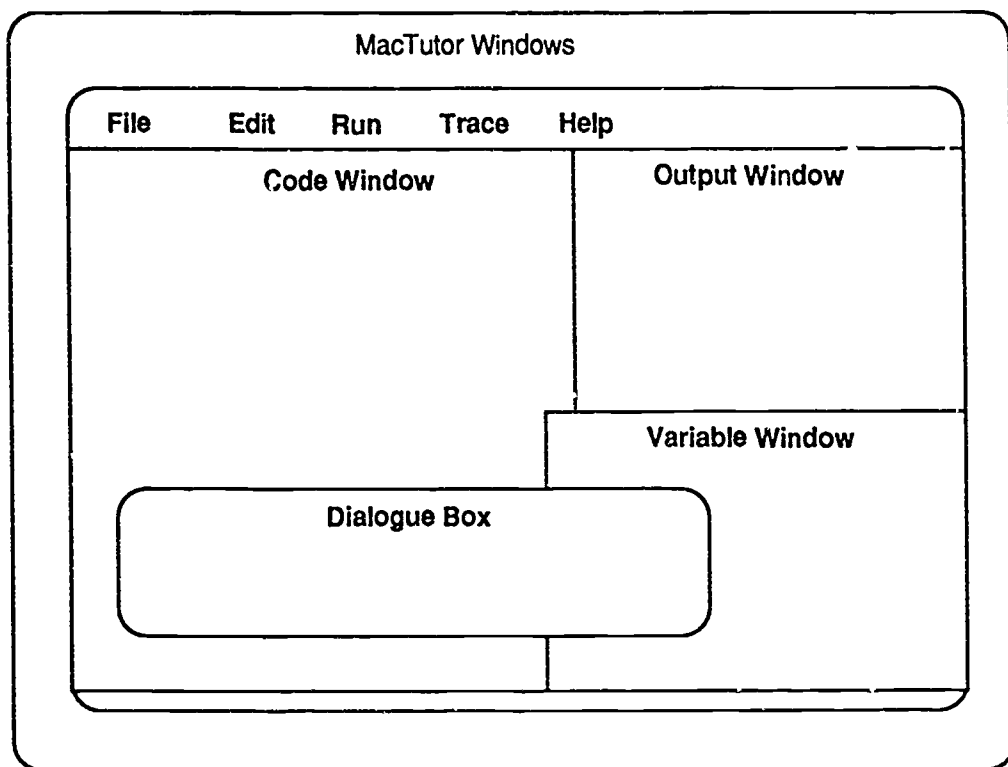 MacTutor Windows
File Edit Run Trace Help
Code Window
Output Window
Variable Window
Dialogue Box